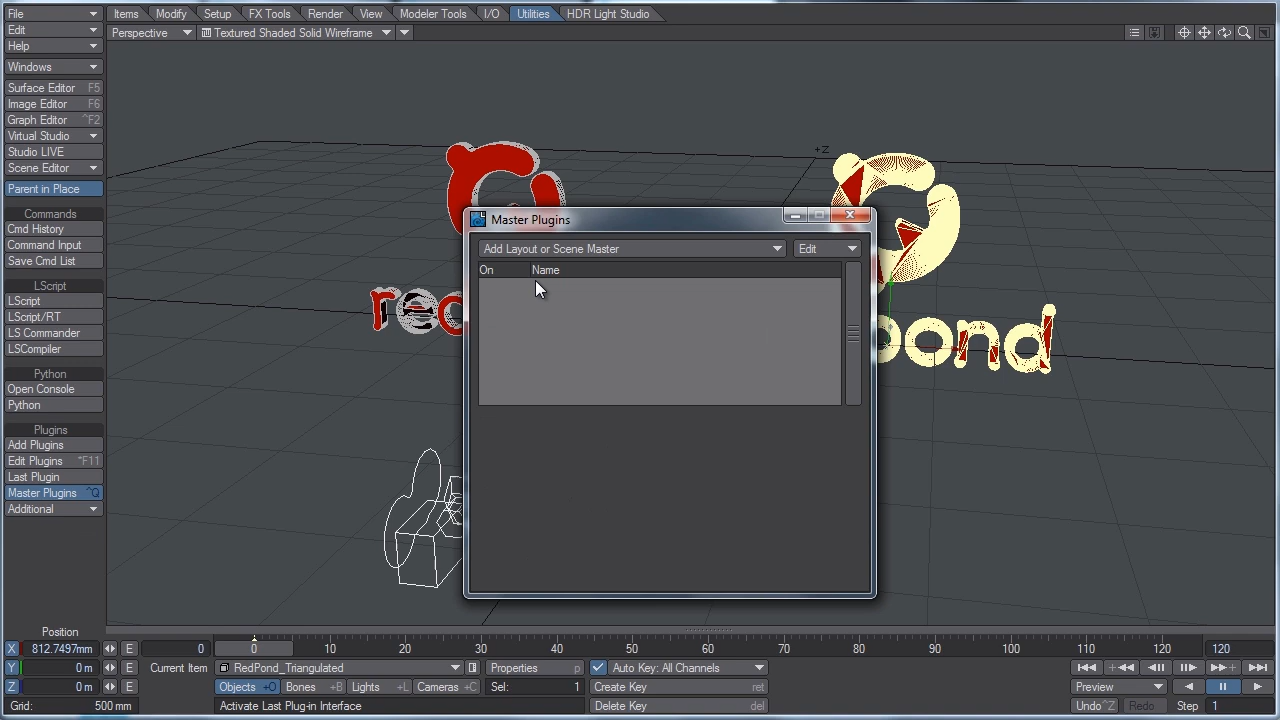 File
Items
Modify
Setup
FX Tools
Render
View
Modeler Tools
I/O
Utilities
HDR Light Studio
Edit
Perspective
Textured Shaded Solid Wireframe
Help
Windows
Surface Editor F5
Image Editor F6
Graph Editor ^F2
Virtual Studio
Studio LIVE
Scene Editor
Parent in Place
Commands
Cmd History
Command Input
Save Cmd List
LScript
LScript
LScript/RT
LS Commander
LSCompiler
Python
Open Console
Python
Plugins
Add Plugins
Edit Plugins *F11
Last Plugin
Master Plugins ^Q
Additional
+Z
red
pond
Master Plugins
Add Layout or Scene Master
Edit
On
Name
Position
X 812.7497mm E 0
0 10 20 30 40 50 60 70 80 90 100 110 120
120
Y 0 m E
Current Item
RedPond_Triangulated
Properties p
Auto Key: All Channels
Z 0 m E
Objects +O
Bones +B
Lights +L
Cameras +C
Sel: 1
Create Key ret
Preview
Grid: 500 mm
Activate Last Plug-in Interface
Delete Key del
Undo ^Z
Redo
Step 1